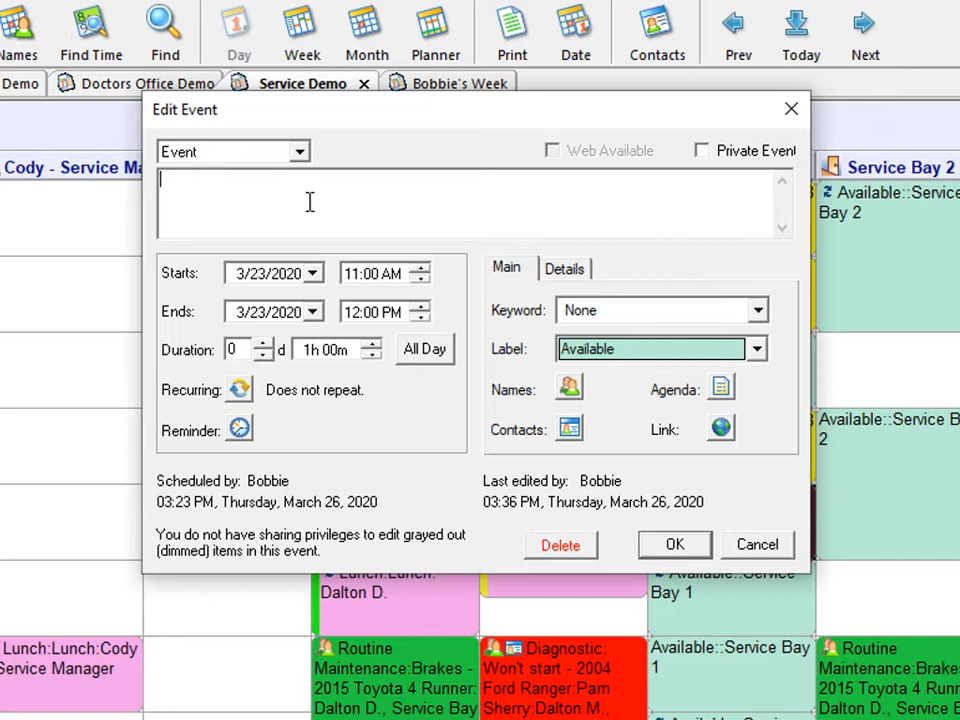 Names Find Time Find Day Week Month Planner Print Date Contacts Prev Today Next
Demo Doctors Office Demo Service Demo Bobbie's Week
Edit Event
Event Web Available Private Event
Cody - Service Ma
Service Bay 2
Available::Service
Bay 2
Starts: 3/23/2020 11:00 AM
Ends: 3/23/2020 12:00 PM
Duration: 0 d 1h 00m All Day
Recurring: Does not repeat.
Reminder:
Main Details
Keyword: None
Label: Available
Names: Agenda:
Contacts: Link:
Available::Service B
2
Scheduled by: Bobbie
03:23 PM, Thursday, March 26, 2020
Last edited by: Bobbie
03:36 PM, Thursday, March 26, 2020
You do not have sharing privileges to edit grayed out
(dimmed) items in this event.
Delete OK Cancel
Lunch:Lunch:
Dalton D.
Available::Service
Bay 1
Lunch:Lunch:Cody
Service Manager
Routine
Maintenance:Brakes -
2015 Toyota 4 Runner:
Dalton D., Service Bay
Diagnostic:
Won't start - 2004
Ford Ranger:Pam
Sherry:Dalton M.,
Available::Service Bay
1
Routine
Maintenance:Brakes
2015 Toyota 4 Runne
Dalton D., Service Ba